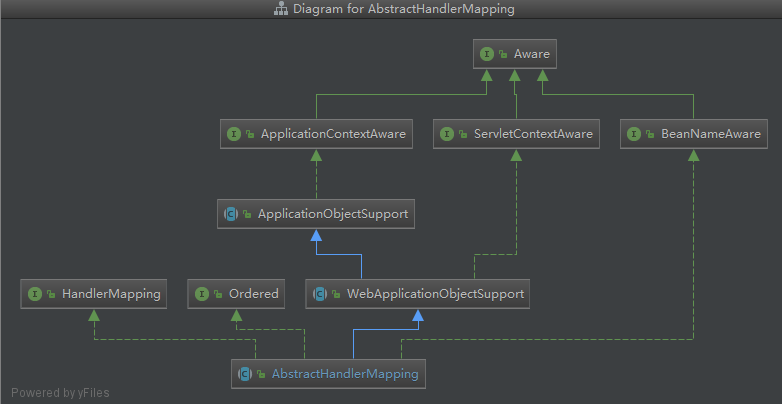 Diagram for AbstractHandlerMapping
I Aware
I ApplicationContextAware
I ServletContextAware
I BeanNameAware
C ApplicationObjectSupport
I HandlerMapping
I Ordered
C WebApplicationObjectSupport
C AbstractHandlerMapping
Powered by yFiles